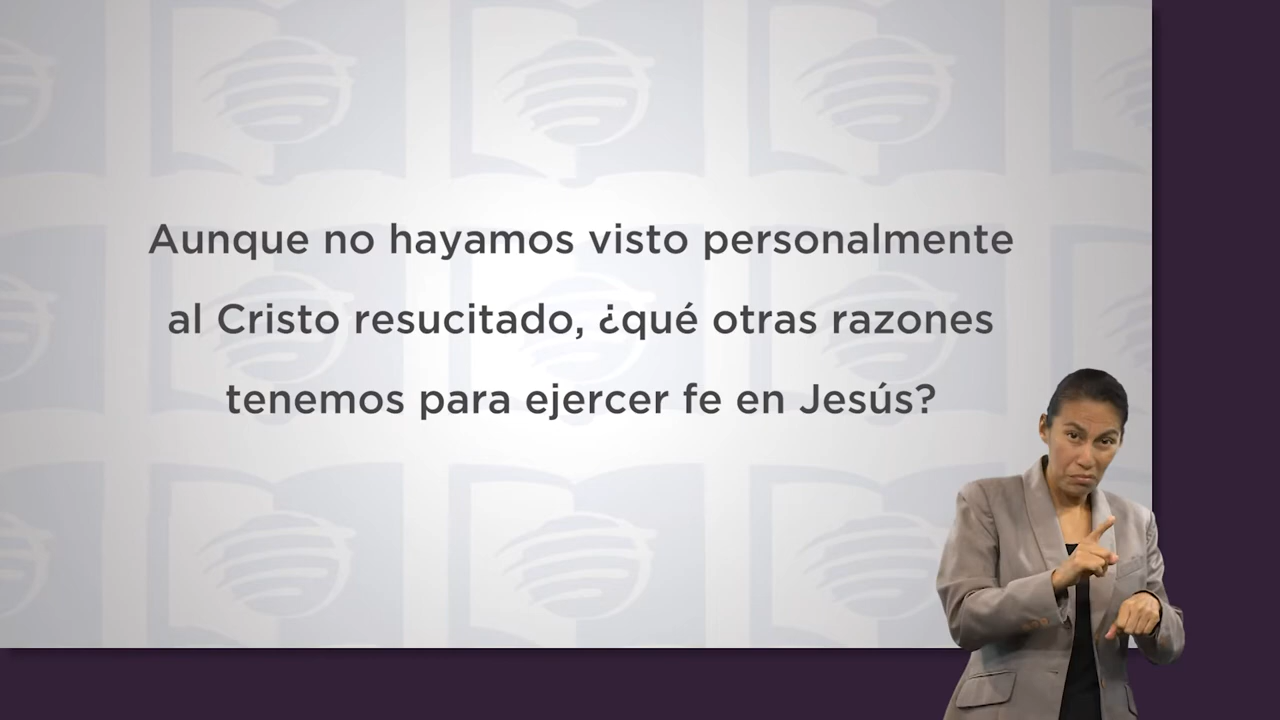 Aunque no hayamos visto personalmente
al Cristo resucitado, ¿qué otras razones
tenemos para ejercer fe en Jesús?